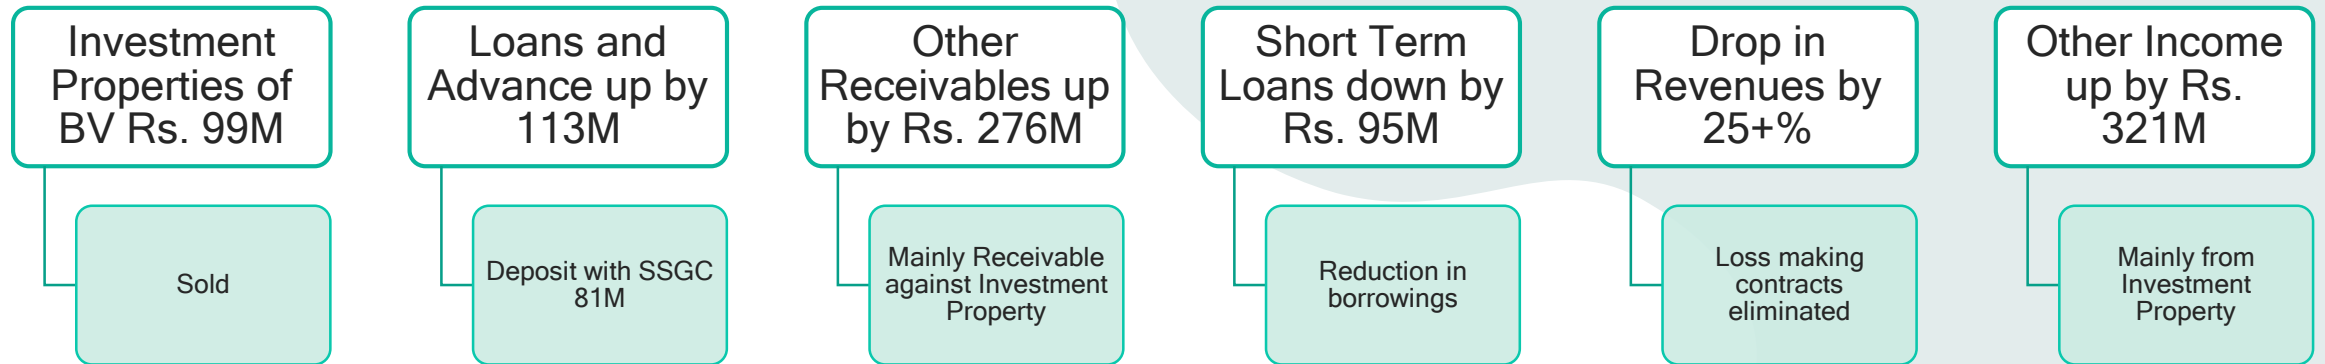 Investment
Properties of
BV Rs. 99M
Sold
Loans and
Advance up by
113M
Deposit with SSGC
81M
Other
Receivables up
by Rs. 276M
Mainly Receivable
against Investment
Property
Short Term
Loans down by
Rs. 95M
Reduction in
borrowings
Drop in
Revenues by
25+%
Loss making
contracts
eliminated
Other Income
up by Rs.
321M
Mainly from
Investment
Property